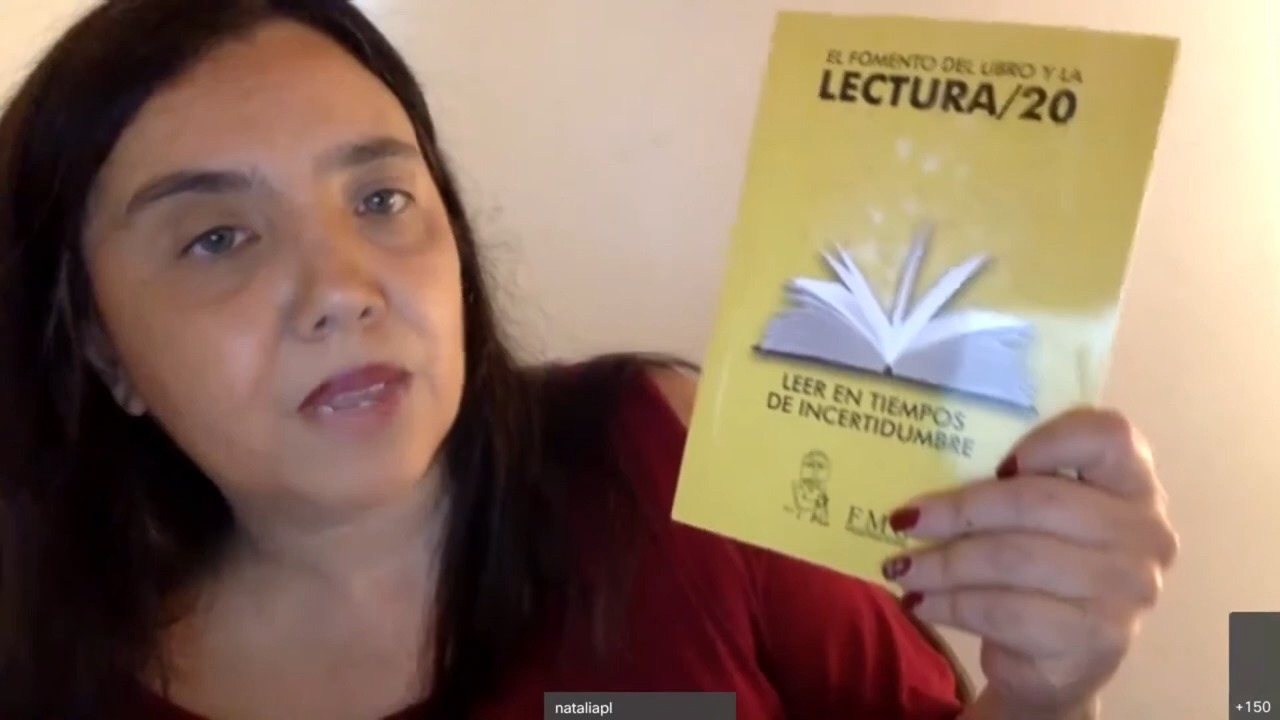 EL FOMENTO DEL LIBRO Y LA
LECTURA/20
LEER EN TIEMPOS
DE INCERTIDUMBRE
nataliapl
+150